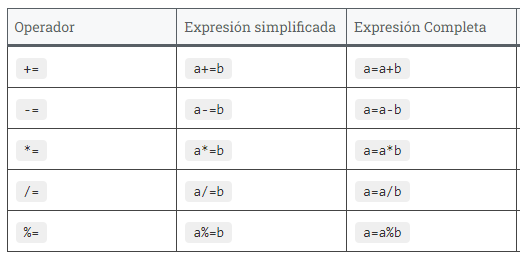 Operador Expresión simplificada Expresión Completa
+= a+=b a=a+b
-= a-=b a=a-b
*= a*=b a=a*b
/= a/=b a=a/b
%= a%=b a=a%b